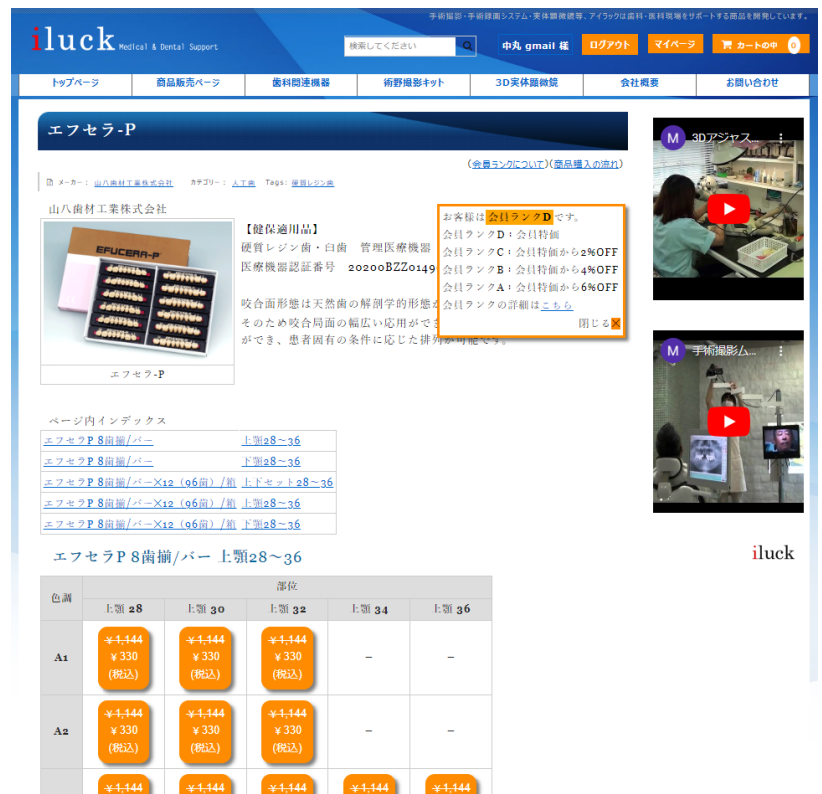 手術撮影・手術録画システム・実体顕微鏡等、アイラックは歯科・医科現場をサポートする商品を開発しています。
iluck Medical & Dental Support
検索してください
中丸 gmail 様
ログアウト
マイページ
カートの中 0
トップページ 商品販売ページ 歯科関連機器 術野撮影キット 3D実体顕微鏡 会社概要 お問い合わせ
エフセラ-P
(会員ランクについて)(商品購入の流れ)
メーカー: 山八歯材工業株式会社 カテゴリー: 人工歯 Tags: 硬質レジン歯
山八歯材工業株式会社
EFUCERA-P
エフセラ-P
【健保適用品】
硬質レジン歯・臼歯 管理医療機器
医療機器認証番号 20200BZZ0149
咬合面形態は天然歯の解剖学的形態
そのため咬合局面の幅広い応用がで
ができ、患者固有の条件に応じた排列が可能です。
お客様は会員ランクDです。
会員ランクD:会員特価
会員ランクC:会員特価から2%OFF
会員ランクB:会員特価から4%OFF
会員ランクA:会員特価から6%OFF
会員ランクの詳細はこちら
閉じる×
M 3Dアジャス...
M 手術撮影ム...
iluck
ページ内インデックス
エフセラP 8歯揃/バー 上顎28〜36
エフセラP 8歯揃/バー 下顎28〜36
エフセラP 8歯揃/バー×12(96歯)/箱 上下セット28〜36
エフセラP 8歯揃/バー×12(96歯)/箱 上顎28〜36
エフセラP 8歯揃/バー×12(96歯)/箱 下顎28〜36
エフセラP 8歯揃/バー 上顎28〜36
色調 部位
上顎 28 上顎 30 上顎 32 上顎 34 上顎 36
A1 ¥1,144 ¥330 (税込) ¥1,144 ¥330 (税込) ¥1,144 ¥330 (税込) – –
A2 ¥1,144 ¥330 (税込) ¥1,144 ¥330 (税込) ¥1,144 ¥330 (税込) – –
¥1,144 ¥1,144 ¥1,144 ¥1,144 ¥1,144